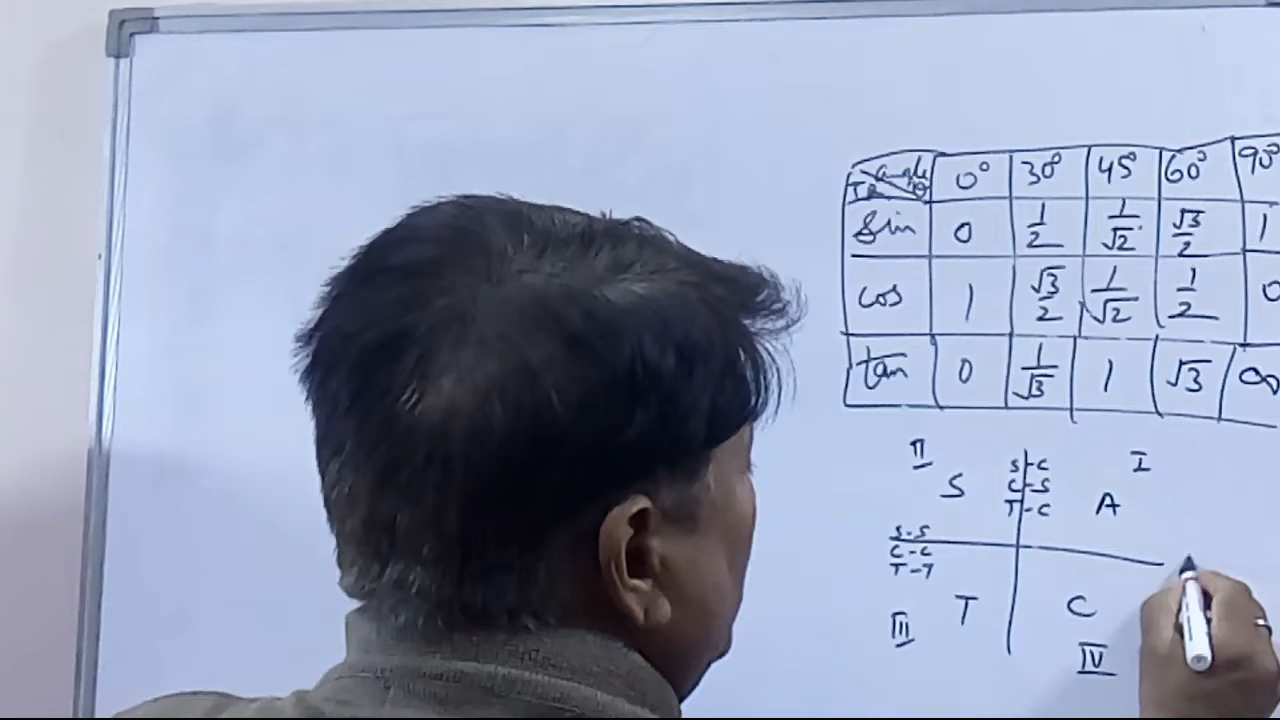 angle θ 0° 30° 45° 60° 90°
sin 0 1/2 1/√2 √3/2 1
cos 1 √3/2 1/√2 1/2 0
tan 0 1/√3 1 √3 ∞
II S-C I
S C-S A
T-C
S-S
C-C
T-T
III T C
IV